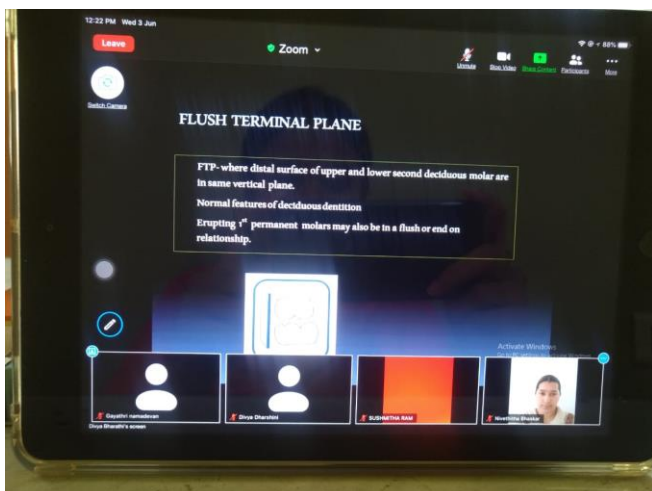 12:22 PM Wed 3 Jun
88%
Leave
Zoom
Unmute
Stop Video
Share Content
Participants
More
Switch Camera
FLUSH TERMINAL PLANE
FTP- where distal surface of upper and lower second deciduous molar are
in same vertical plane.
Normal features of deciduous dentition
Erupting 1st permanent molars may also be in a flush or end on
relationship.
Activate Windows
Gayathri namadevan
Divya Dharshini
SUSHMITHA RAM
Nivethitha Bhaskar
Divya Bharathi's screen